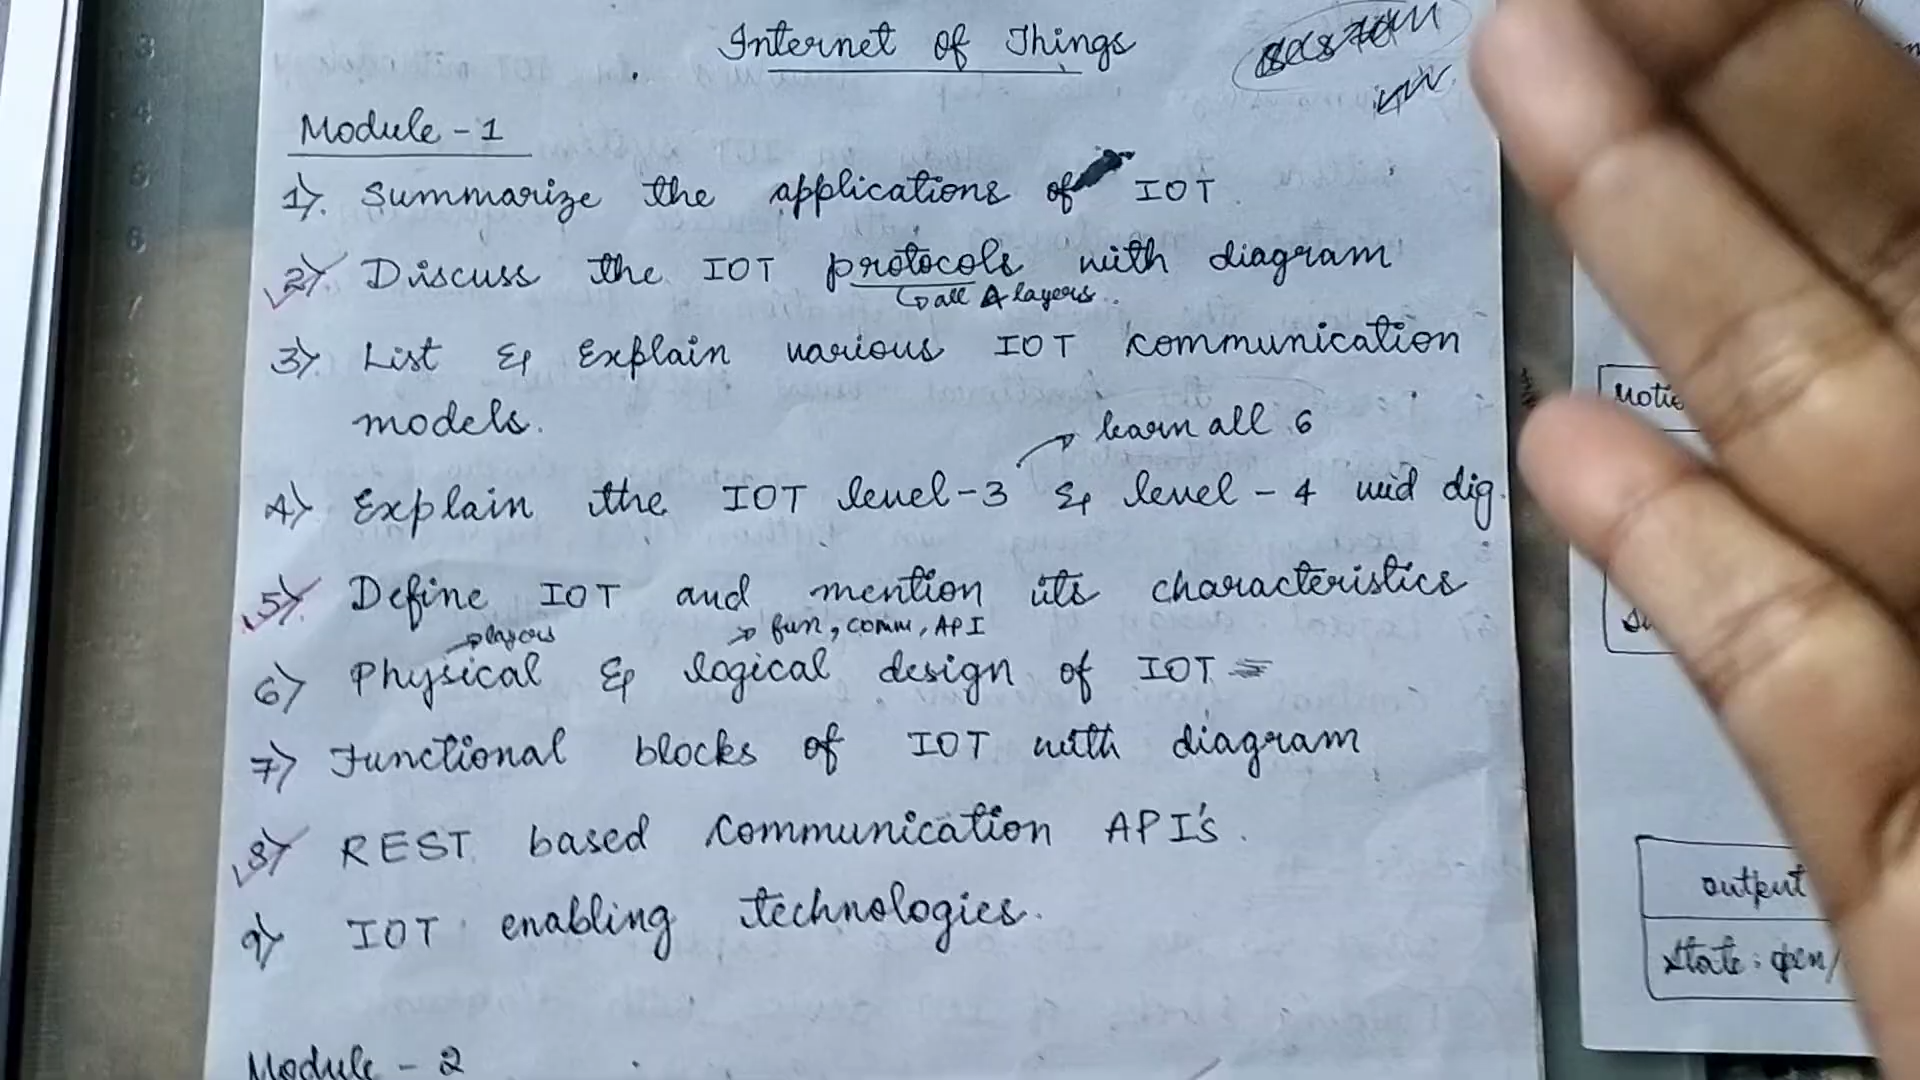 Internet of Things
Module - 1
1). Summarize the applications of IOT
2). Discuss the IOT protocols with diagram
all 4 layers.
3). List & Explain various IOT communication
models.
learn all 6
4) Explain the IOT level-3 & level-4 wid dig.
5). Define IOT and mention its characteristics
layers
fun, comm, API
6) Physical & logical design of IOT
7) Functional blocks of IOT with diagram
8) REST based Communication API's.
9) IOT enabling technologies.
Module - 2
output
state: open/